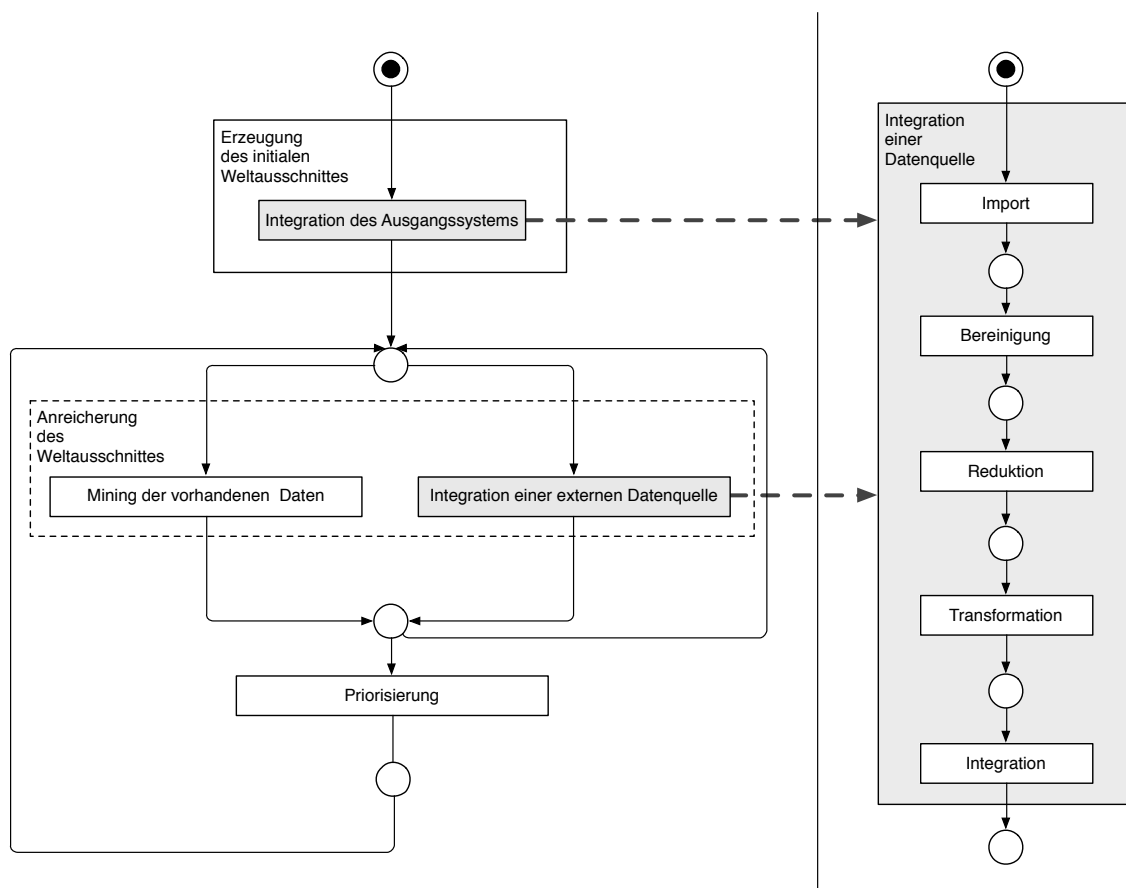 Erzeugung
des initialen
Weltausschnittes
Integration des Ausgangssystems
Anreicherung
des
Weltausschnittes
Mining der vorhandenen Daten
Integration einer externen Datenquelle
Priorisierung
Integration
einer
Datenquelle
Import
Bereinigung
Reduktion
Transformation
Integration